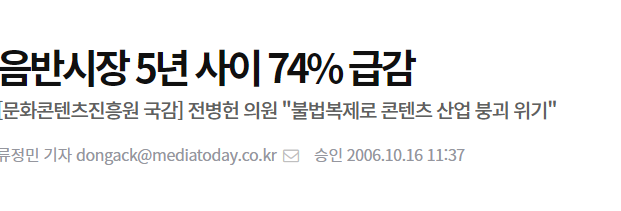 음반시장 5년 사이 74% 급감
[문화콘텐츠진흥원 국감] 전병헌 의원 "불법복제로 콘텐츠 산업 붕괴 위기"
류정민 기자 dongack@mediatoday.co.kr 승인 2006.10.16 11:37